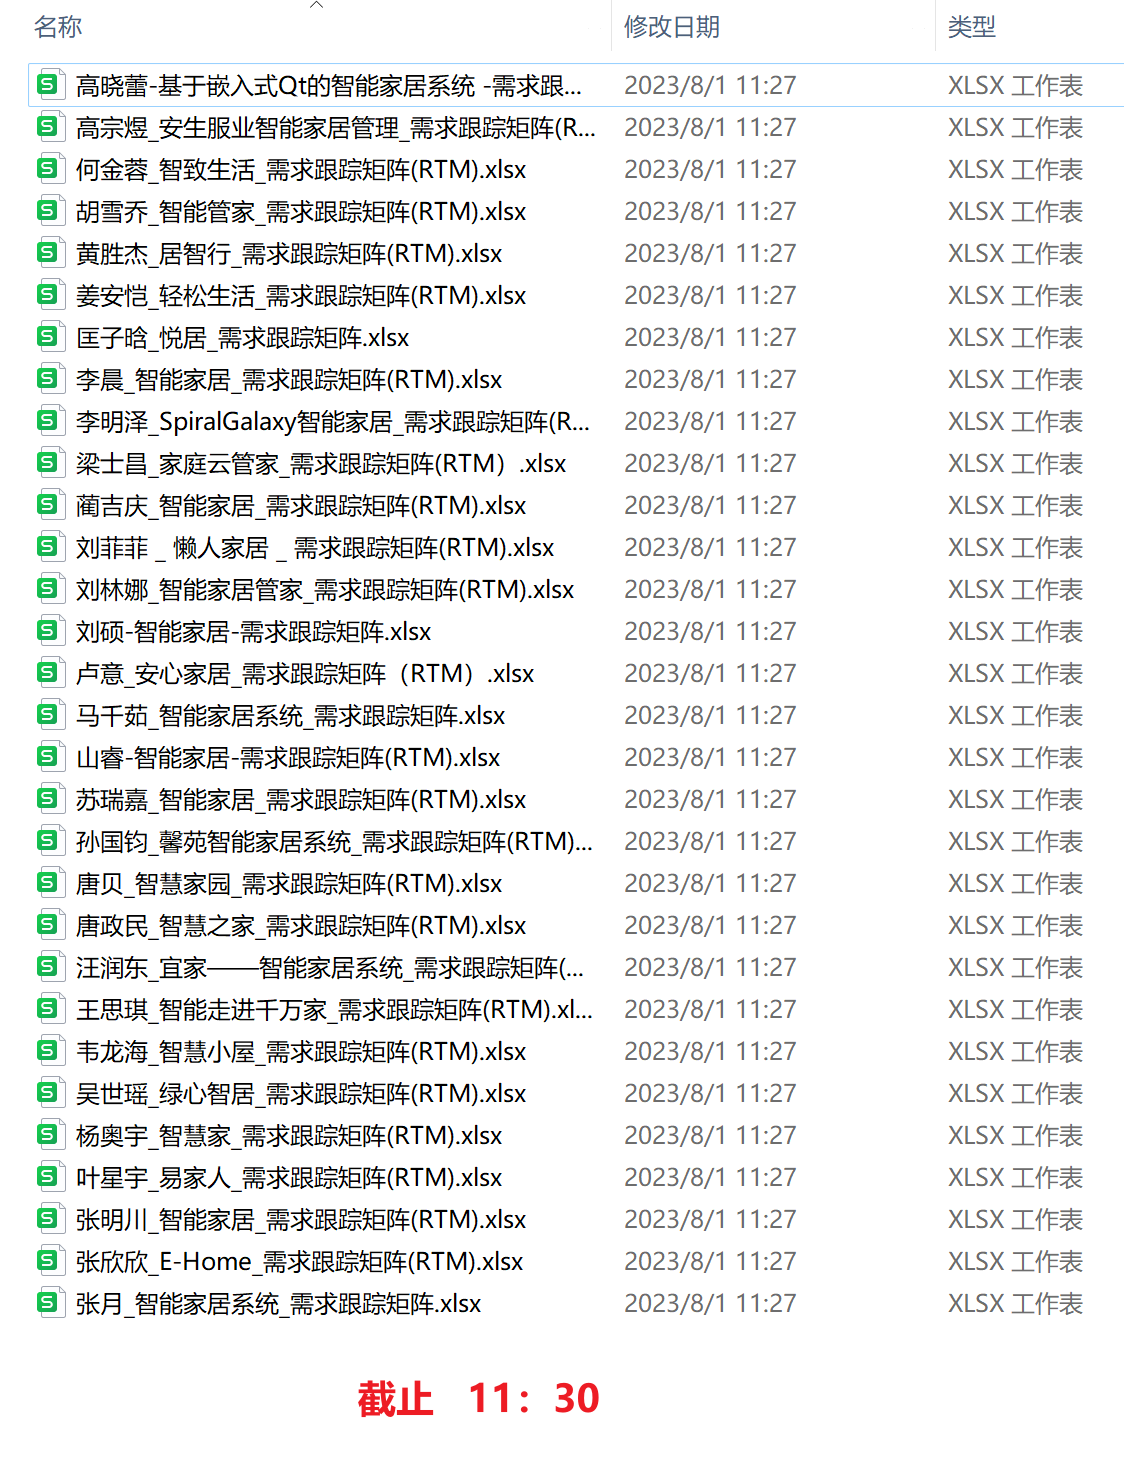 名称 修改日期 类型
高晓蕾-基于嵌入式Qt的智能家居系统 -需求跟... 2023/8/1 11:27 XLSX 工作表
高宗煜_安生服业智能家居管理_需求跟踪矩阵(R... 2023/8/1 11:27 XLSX 工作表
何金蓉_智致生活_需求跟踪矩阵(RTM).xlsx 2023/8/1 11:27 XLSX 工作表
胡雪乔_智能管家_需求跟踪矩阵(RTM).xlsx 2023/8/1 11:27 XLSX 工作表
黄胜杰_居智行_需求跟踪矩阵(RTM).xlsx 2023/8/1 11:27 XLSX 工作表
姜安恺_轻松生活_需求跟踪矩阵(RTM).xlsx 2023/8/1 11:27 XLSX 工作表
匡子晗_悦居_需求跟踪矩阵.xlsx 2023/8/1 11:27 XLSX 工作表
李晨_智能家居_需求跟踪矩阵(RTM).xlsx 2023/8/1 11:27 XLSX 工作表
李明泽_SpiralGalaxy智能家居_需求跟踪矩阵(R... 2023/8/1 11:27 XLSX 工作表
梁士昌_家庭云管家_需求跟踪矩阵(RTM）.xlsx 2023/8/1 11:27 XLSX 工作表
蔺吉庆_智能家居_需求跟踪矩阵(RTM).xlsx 2023/8/1 11:27 XLSX 工作表
刘菲菲 _ 懒人家居 _ 需求跟踪矩阵(RTM).xlsx 2023/8/1 11:27 XLSX 工作表
刘林娜_智能家居管家_需求跟踪矩阵(RTM).xlsx 2023/8/1 11:27 XLSX 工作表
刘硕-智能家居-需求跟踪矩阵.xlsx 2023/8/1 11:27 XLSX 工作表
卢意_安心家居_需求跟踪矩阵（RTM）.xlsx 2023/8/1 11:27 XLSX 工作表
马千茹_智能家居系统_需求跟踪矩阵.xlsx 2023/8/1 11:27 XLSX 工作表
山睿-智能家居-需求跟踪矩阵(RTM).xlsx 2023/8/1 11:27 XLSX 工作表
苏瑞嘉_智能家居_需求跟踪矩阵(RTM).xlsx 2023/8/1 11:27 XLSX 工作表
孙国钧_馨苑智能家居系统_需求跟踪矩阵(RTM)... 2023/8/1 11:27 XLSX 工作表
唐贝_智慧家园_需求跟踪矩阵(RTM).xlsx 2023/8/1 11:27 XLSX 工作表
唐政民_智慧之家_需求跟踪矩阵(RTM).xlsx 2023/8/1 11:27 XLSX 工作表
汪润东_宜家——智能家居系统_需求跟踪矩阵(... 2023/8/1 11:27 XLSX 工作表
王思琪_智能走进千万家_需求跟踪矩阵(RTM).xl... 2023/8/1 11:27 XLSX 工作表
韦龙海_智慧小屋_需求跟踪矩阵(RTM).xlsx 2023/8/1 11:27 XLSX 工作表
吴世瑶_绿心智居_需求跟踪矩阵(RTM).xlsx 2023/8/1 11:27 XLSX 工作表
杨奥宇_智慧家_需求跟踪矩阵(RTM).xlsx 2023/8/1 11:27 XLSX 工作表
叶星宇_易家人_需求跟踪矩阵(RTM).xlsx 2023/8/1 11:27 XLSX 工作表
张明川_智能家居_需求跟踪矩阵(RTM).xlsx 2023/8/1 11:27 XLSX 工作表
张欣欣_E-Home_需求跟踪矩阵(RTM).xlsx 2023/8/1 11:27 XLSX 工作表
张月_智能家居系统_需求跟踪矩阵.xlsx 2023/8/1 11:27 XLSX 工作表
截止 11：30